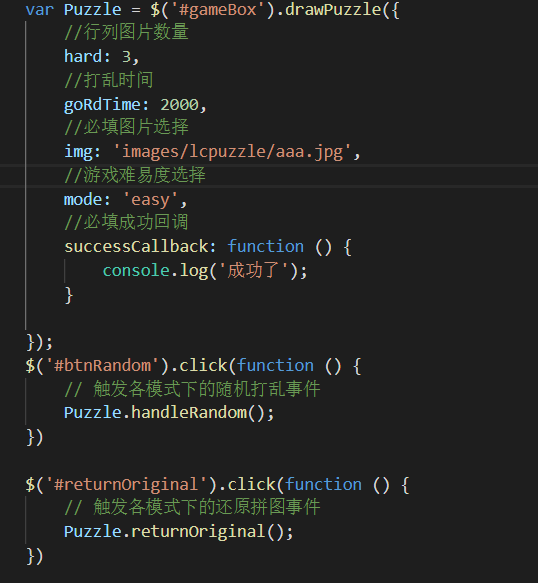 var Puzzle = $('#gameBox').drawPuzzle({
//行列图片数量
hard: 3,
//打乱时间
goRdTime: 2000,
//必填图片选择
img: 'images/lcpuzzle/aaa.jpg',
//游戏难易度选择
mode: 'easy',
//必填成功回调
successCallback: function () {
console.log('成功了');
}
});
$('#btnRandom').click(function () {
// 触发各模式下的随机打乱事件
Puzzle.handleRandom();
})
$('#returnOriginal').click(function () {
// 触发各模式下的还原拼图事件
Puzzle.returnOriginal();
})